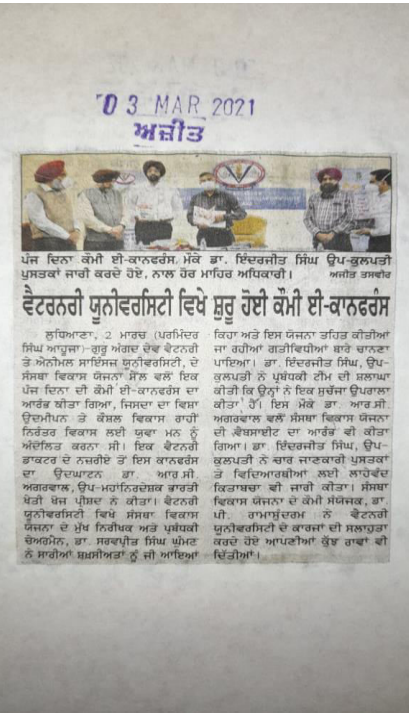 03 MAR 2021
ਅਜੀਤ
ਪੰਜ ਦਿਨਾ ਕੌਮੀ ਈ-ਕਾਨਫਰੰਸ ਮੌਕੇ ਡਾ. ਇੰਦਰਜੀਤ ਸਿੰਘ ਉਪ-ਕੁਲਪਤੀ
ਪੁਸਤਕਾਂ ਜਾਰੀ ਕਰਦੇ ਹੋਏ, ਨਾਲ ਹੋਰ ਮਾਹਿਰ ਅਧਿਕਾਰੀ। ਅਜੀਤ ਤਸਵੀਰ
ਵੈਟਰਨਰੀ ਯੂਨੀਵਰਸਿਟੀ ਵਿਖੇ ਸ਼ੁਰੂ ਹੋਈ ਕੌਮੀ ਈ-ਕਾਨਫਰੰਸ
ਲੁਧਿਆਣਾ, 2 ਮਾਰਚ (ਪਰਮਿੰਦਰ
ਸਿੰਘ ਆਹੂਜਾ)-ਗੁਰੂ ਅੰਗਦ ਦੇਵ ਵੈਟਨਰੀ
ਤੇ ਐਨੀਮਲ ਸਾਇੰਸਜ਼ ਯੂਨੀਵਰਸਿਟੀ, ਦੇ
ਸੰਸਥਾ ਵਿਕਾਸ ਯੋਜਨਾ ਸੈੱਲ ਵਲੋਂ ਇਕ
ਪੰਜ ਦਿਨਾ ਦੀ ਕੌਮੀ ਈ-ਕਾਨਫਰੰਸ ਦਾ
ਆਰੰਭ ਕੀਤਾ ਗਿਆ, ਜਿਸਦਾ ਦਾ ਵਿਸ਼ਾ
ਉਦਮੀਪਨ ਤੇ ਕੌਸ਼ਲ ਵਿਕਾਸ ਰਾਹੀਂ
ਨਿਰੰਤਰ ਵਿਕਾਸ ਲਈ ਯੁਵਾ ਮਨ ਨੂੰ
ਅੰਦੋਲਿਤ ਕਰਨਾ ਸੀ। ਇਕ ਵੈਟਨਰੀ
ਡਾਕਟਰ ਦੇ ਨਜ਼ਰੀਏ ਤੋਂ ਇਸ ਕਾਨਫਰੰਸ
ਦਾ ਉਦਘਾਟਨ ਡਾ. ਆਰ.ਸੀ.
ਅਗਰਵਾਲ, ਉਪ-ਮਹਾਂਨਿਰਦੇਸ਼ਕ ਭਾਰਤੀ
ਖੇਤੀ ਖੋਜ ਪ੍ਰੀਸ਼ਦ ਨੇ ਕੀਤਾ। ਵੈਟਨਰੀ
ਯੂਨੀਵਰਸਿਟੀ ਵਿਖੇ ਸੰਸਥਾ ਵਿਕਾਸ
ਯੋਜਨਾ ਦੇ ਮੁੱਖ ਨਿਰੀਖਕ ਅਤੇ ਪ੍ਰਬੰਧਕੀ
ਚੇਅਰਮੈਨ, ਡਾ. ਸਰਵਪ੍ਰੀਤ ਸਿੰਘ ਘੁੰਮਣ
ਨੇ ਸਾਰੀਆਂ ਸ਼ਖ਼ਸੀਅਤਾਂ ਨੂੰ ਜੀ ਆਇਆਂ
ਕਿਹਾ ਅਤੇ ਇਸ ਯੋਜਨਾ ਤਹਿਤ ਕੀਤੀਆਂ
ਜਾ ਰਹੀਆਂ ਗਤੀਵਿਧੀਆਂ ਬਾਰੇ ਚਾਨਣਾ
ਪਾਇਆ। ਡਾ. ਇੰਦਰਜੀਤ ਸਿੰਘ, ਉਪ-
ਕੁਲਪਤੀ ਨੇ ਪ੍ਰਬੰਧਕੀ ਟੀਮ ਦੀ ਸ਼ਲਾਘਾ
ਕੀਤੀ ਕਿ ਉਨ੍ਹਾਂ ਨੇ ਇਕ ਸੁਚੱਜਾ ਉਪਰਾਲਾ
ਕੀਤਾ ਹੈ। ਇਸ ਮੌਕੇ ਡਾ. ਆਰ.ਸੀ.
ਅਗਰਵਾਲ ਵਲੋਂ ਸੰਸਥਾ ਵਿਕਾਸ ਯੋਜਨਾ
ਦੀ ਵੈੱਬਸਾਈਟ ਦਾ ਆਰੰਭ ਵੀ ਕੀਤਾ
ਗਿਆ। ਡਾ. ਇੰਦਰਜੀਤ ਸਿੰਘ, ਉਪ-
ਕੁਲਪਤੀ ਨੇ ਚਾਰ ਜਾਣਕਾਰੀ ਪੁਸਤਕਾਂ
ਤੇ ਵਿਦਿਆਰਥੀਆਂ ਲਈ ਲਾਹੇਵੰਦ
ਕਿਤਾਬਚਾ ਵੀ ਜਾਰੀ ਕੀਤਾ। ਸੰਸਥਾ
ਵਿਕਾਸ ਯੋਜਨਾ ਦੇ ਕੌਮੀ ਸੰਯੋਜਕ, ਡਾ.
ਪੀ. ਰਾਮਾਸੁੰਦਰਮ ਨੇ ਵੈਟਨਰੀ
ਯੂਨੀਵਰਸਿਟੀ ਦੇ ਕਾਰਜਾਂ ਦੀ ਸਲਾਹੁਤਾ
ਕਰਦੇ ਹੋਏ ਆਪਣੀਆਂ ਕੁੱਝ ਰਾਵਾਂ ਵੀ
ਦਿੱਤੀਆਂ।